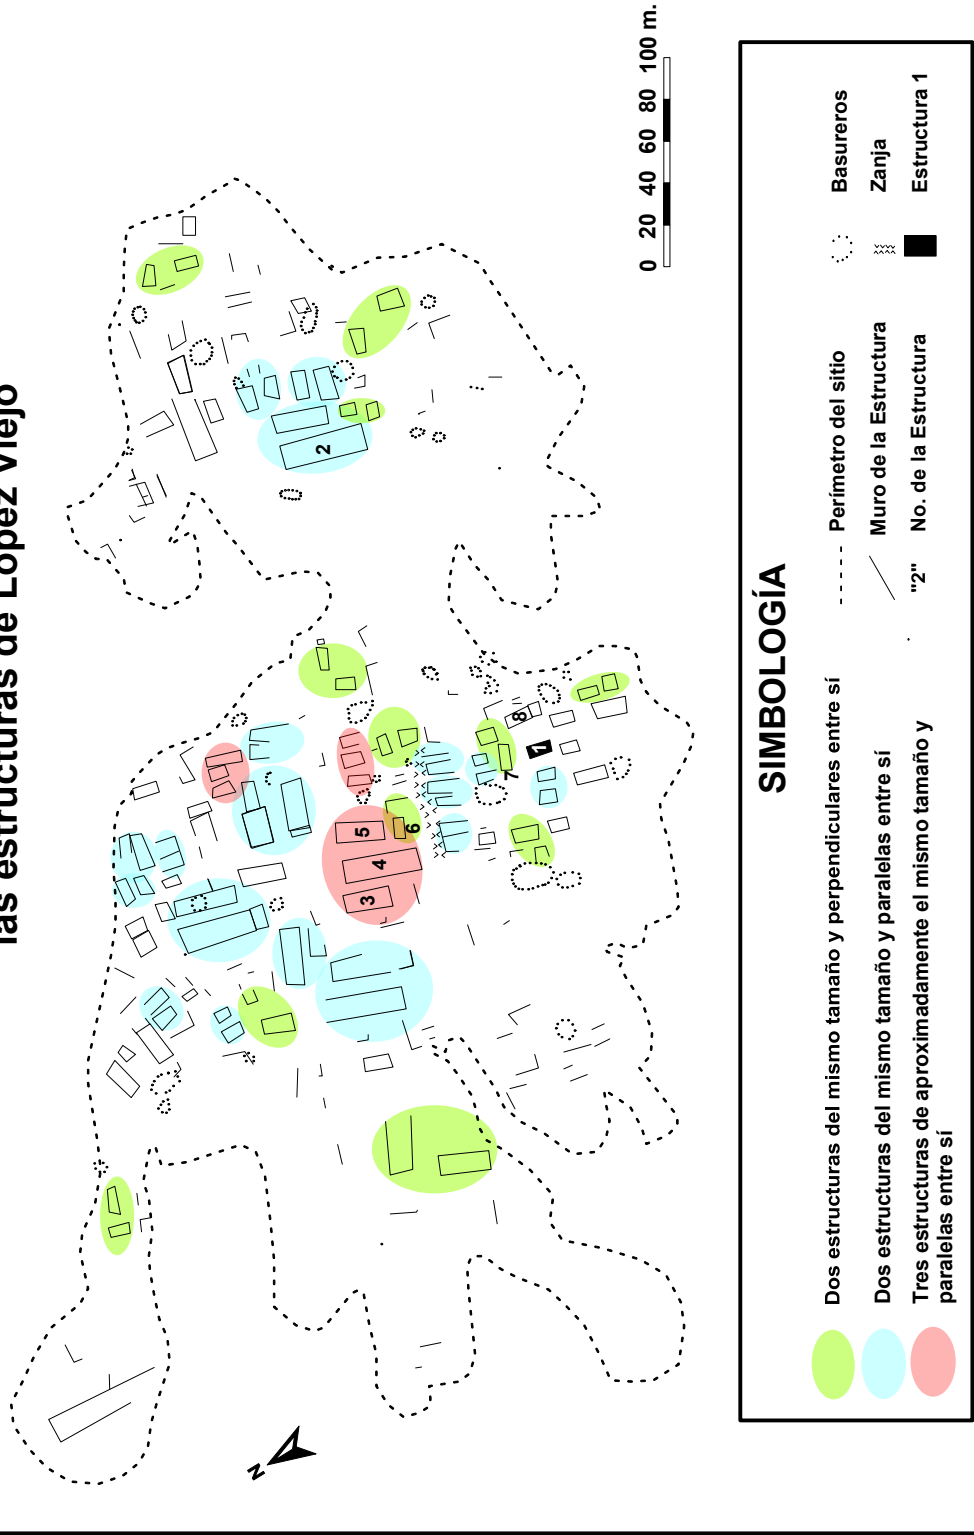 las estructuras de López Viejo
N
2
3
4
5
6
7
8
1
0 20 40 60 80 100 m.
SIMBOLOGÍA
Dos estructuras del mismo tamaño y perpendiculares entre sí
Dos estructuras del mismo tamaño y paralelas entre sí
Tres estructuras de aproximadamente el mismo tamaño y
paralelas entre sí
Perímetro del sitio
Muro de la Estructura
"2" No. de la Estructura
Basureros
Zanja
Estructura 1